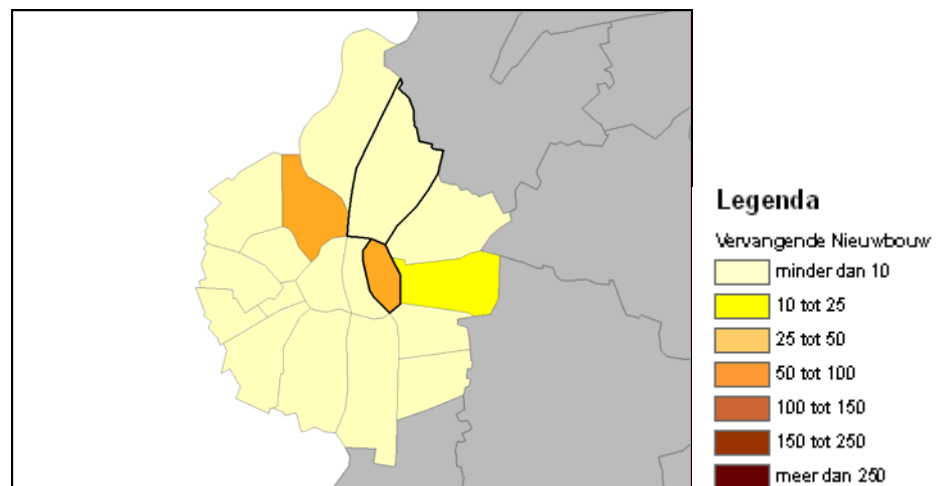 Legenda
Vervangende Nieuwbouw
minder dan 10
10 tot 25
25 tot 50
50 tot 100
100 tot 150
150 tot 250
meer dan 250